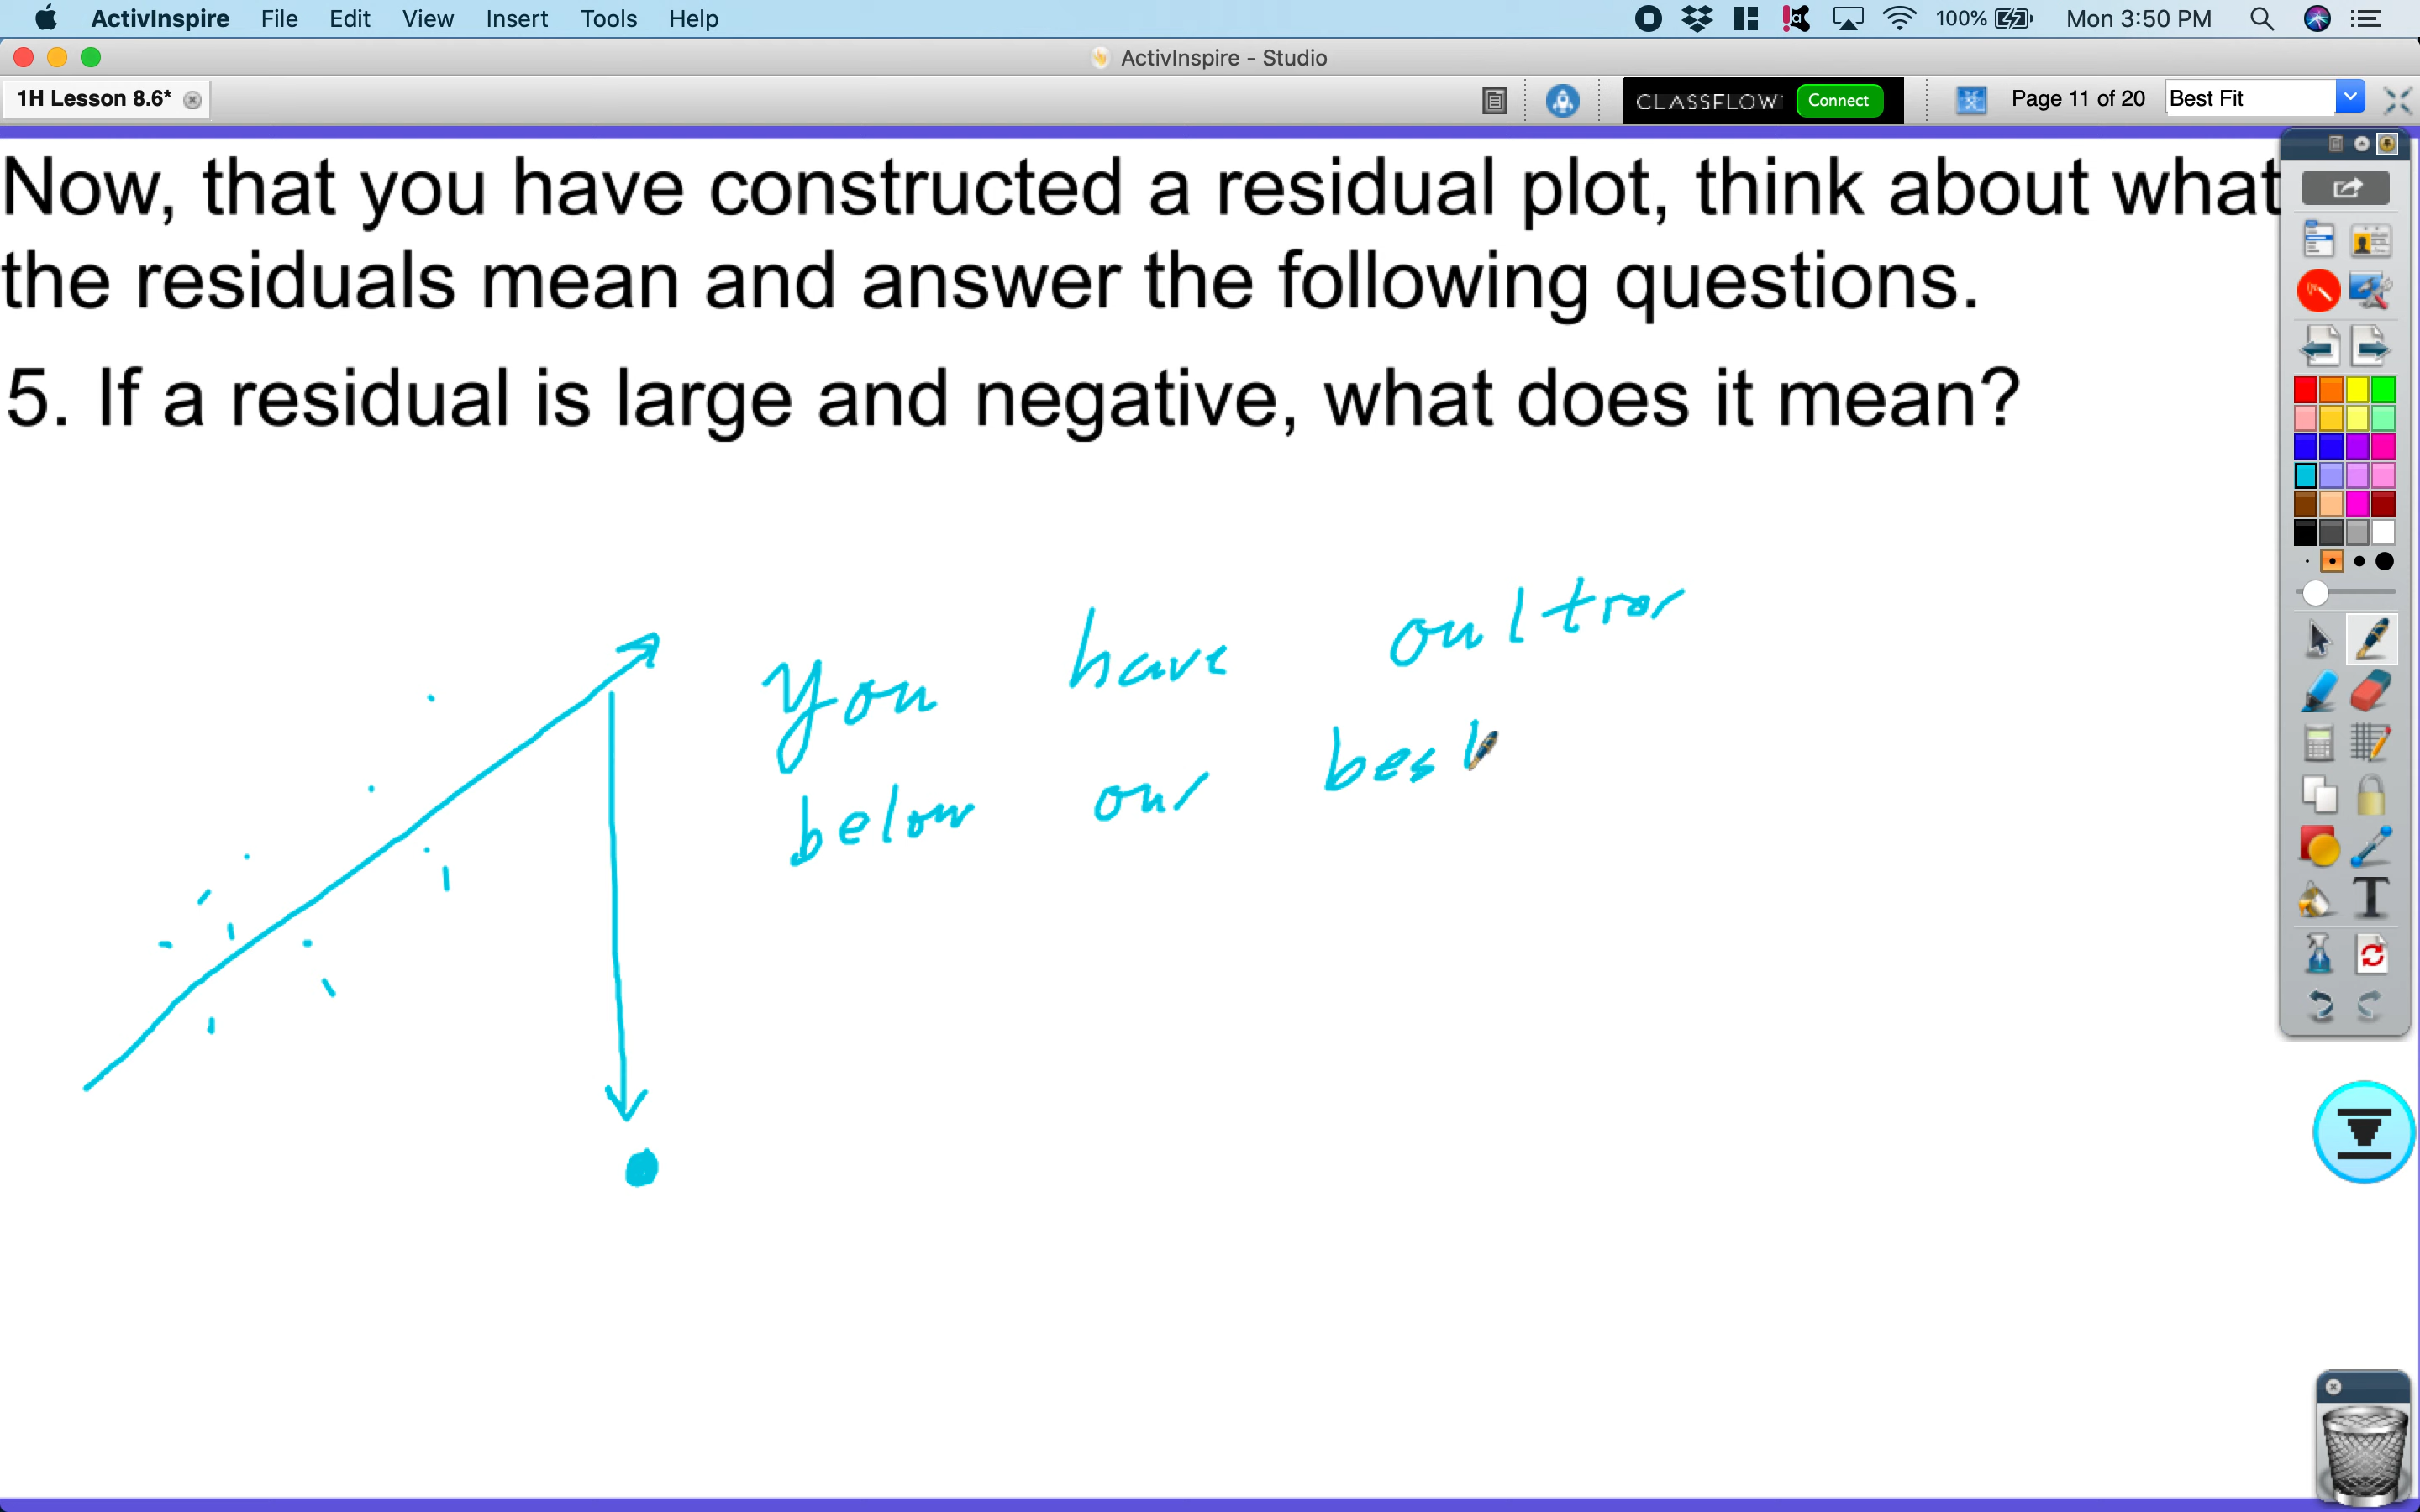 ActivInspire File Edit View Insert Tools Help 100% Mon 3:50 PM
ActivInspire - Studio
1H Lesson 8.6* CLASSFLOW Connect Page 11 of 20 Best Fit
Now, that you have constructed a residual plot, think about what
the residuals mean and answer the following questions.
5. If a residual is large and negative, what does it mean?
You have
below our best
T